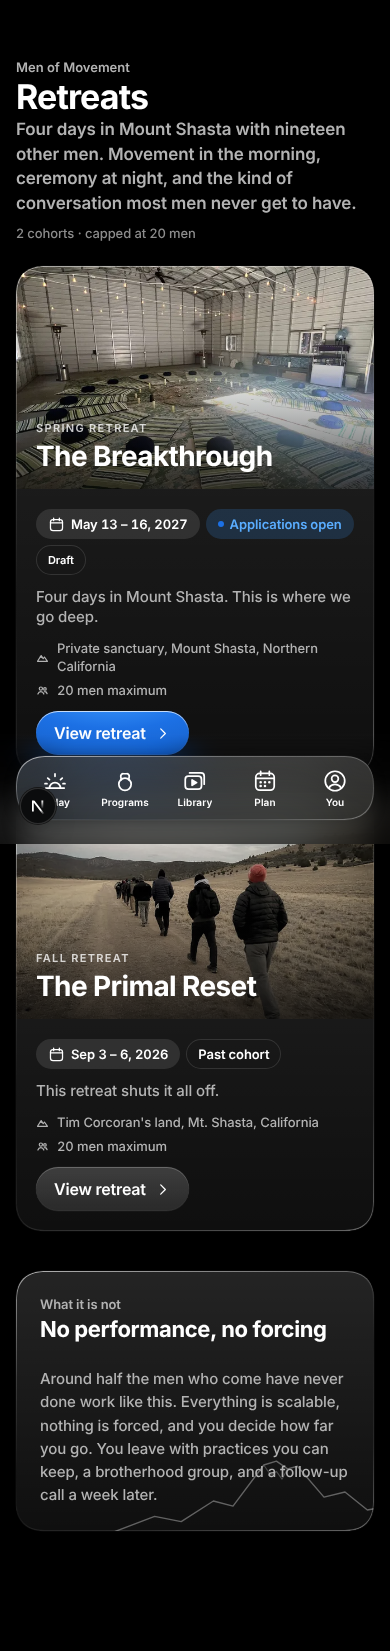 Men of Movement
Retreats
Four days in Mount Shasta with nineteen
other men. Movement in the morning,
ceremony at night, and the kind of
conversation most men never get to have.
2 cohorts · capped at 20 men
SPRING RETREAT
The Breakthrough
May 13 – 16, 2027
Applications open
Draft
Four days in Mount Shasta. This is where we
go deep.
Private sanctuary, Mount Shasta, Northern
California
20 men maximum
View retreat
lay
Programs
Library
Plan
You
N
FALL RETREAT
The Primal Reset
Sep 3 – 6, 2026
Past cohort
This retreat shuts it all off.
Tim Corcoran's land, Mt. Shasta, California
20 men maximum
View retreat
What it is not
No performance, no forcing
Around half the men who come have never
done work like this. Everything is scalable,
nothing is forced, and you decide how far
you go. You leave with practices you can
keep, a brotherhood group, and a follow-up
call a week later.